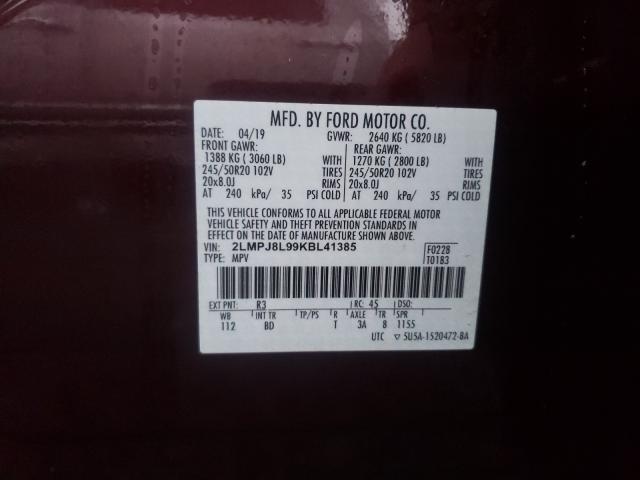 MFD. BY FORD MOTOR CO.
DATE: 04/19 GVWR: 2640 KG ( 5820 LB)
FRONT GAWR: REAR GAWR:
1388 KG ( 3060 LB) WITH 1270 KG ( 2800 LB) WITH
245/50R20 102V TIRES 245/50R20 102V TIRES
20x8.0J RIMS 20x8.0J RIMS
AT 240 kPa/ 35 PSI COLD AT 240 kPa/ 35 PSI COLD
THIS VEHICLE CONFORMS TO ALL APPLICABLE FEDERAL MOTOR
VEHICLE SAFETY AND THEFT PREVENTION STANDARDS IN
EFFECT ON THE DATE OF MANUFACTURE SHOWN ABOVE.
VIN: 2LMPJ8L99KBL41385 F0228
TYPE: MPV T0183
EXT PNT: R3 RC: 45 DSO:
WB INT TR TP/PS R AXLE TR SPR
112 BD T 3A 8 1155
UTC ▽ 5U5A-1520472-BA